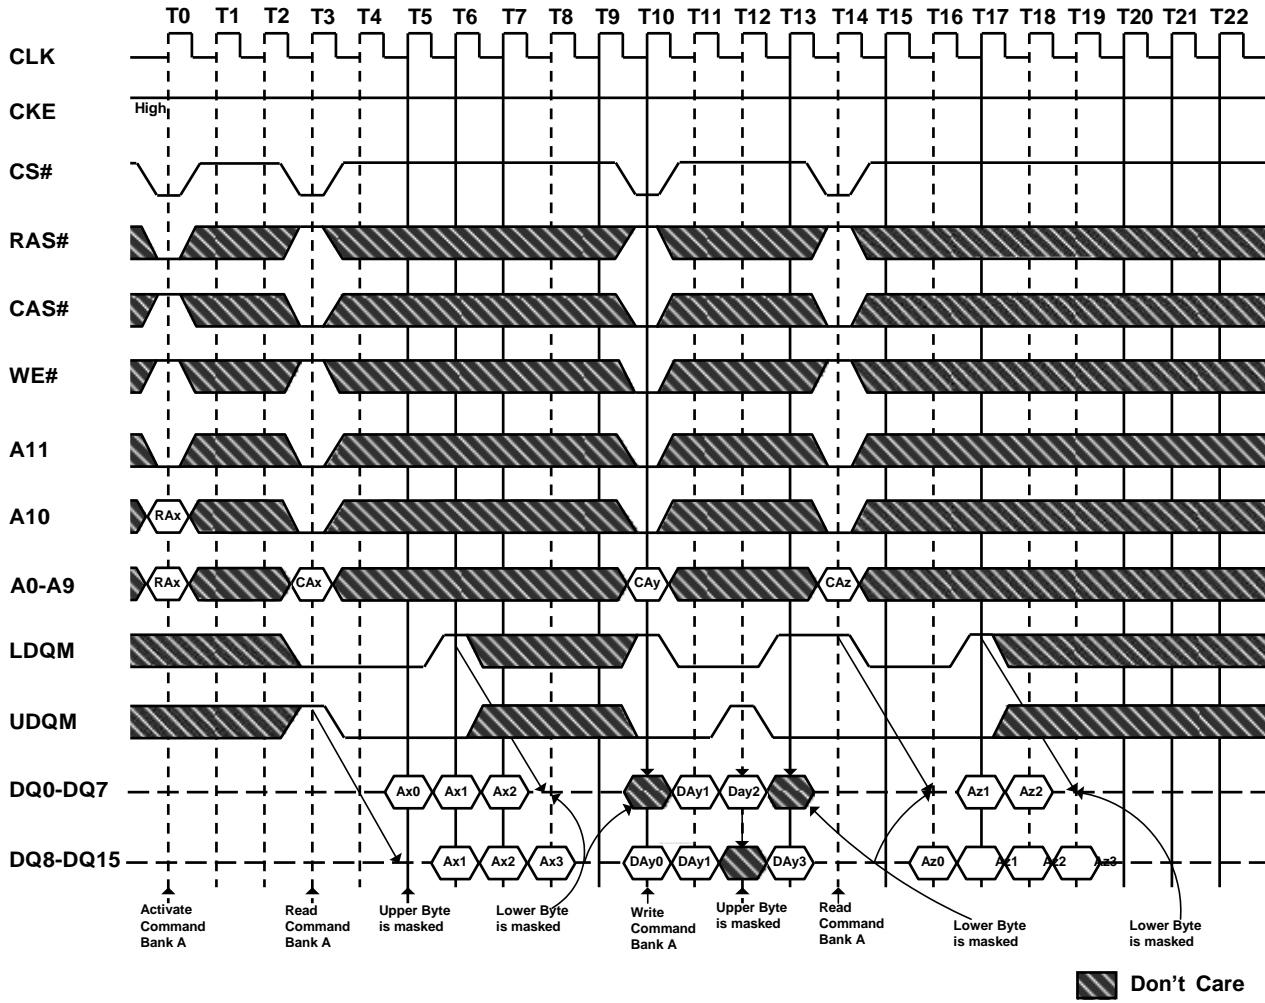 T0 T1 T2 T3 T4 T5 T6 T7 T8 T9 T10 T11 T12 T13 T14 T15 T16 T17 T18 T19 T20 T21 T22
CLK
CKE High
CS#
RAS#
CAS#
WE#
A11
A10 RAx
A0-A9 RAx CAx CAy CAz
LDQM
UDQM
DQ0-DQ7 Ax0 Ax1 Ax2 DAy1 Day2 Az1 Az2
DQ8-DQ15 Ax1 Ax2 Ax3 DAy0 DAy1 DAy3 Az0 Az1 Az2 Az3
Activate
Command
Bank A
Read
Command
Bank A
Upper Byte
is masked
Lower Byte
is masked
Write
Command
Bank A
Upper Byte
is masked
Read
Command
Bank A
Lower Byte
is masked
Lower Byte
is masked
Don't Care